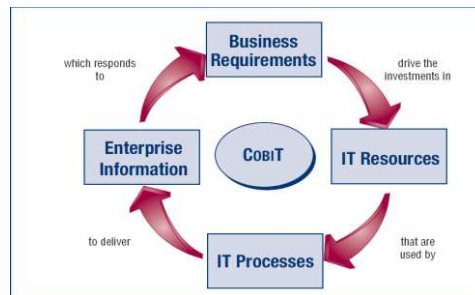 Business
Requirements
which responds
to
drive the
investments in
Enterprise
Information
COBIT
IT Resources
to deliver
that are
used by
IT Processes